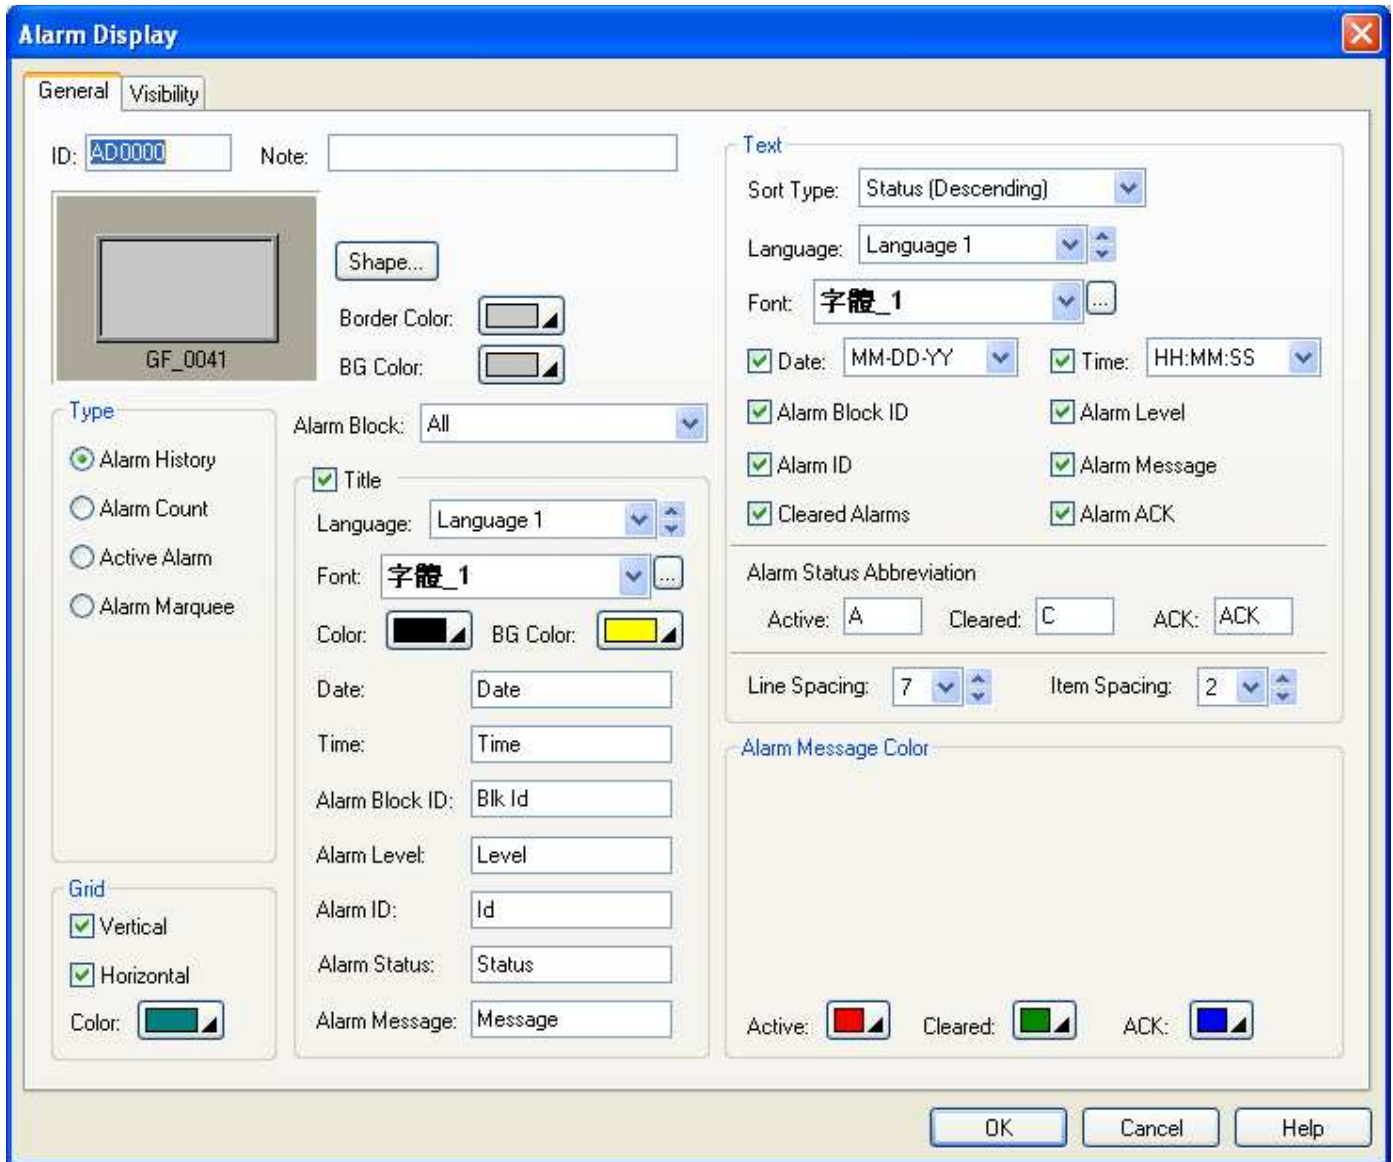 Alarm Display
General
Visibility
ID: AD0000
Note:
GF_0041
Shape...
Border Color:
BG Color:
Type
Alarm History
Alarm Count
Active Alarm
Alarm Marquee
Grid
Vertical
Horizontal
Color:
Alarm Block: All
Title
Language: Language 1
Font: 字體_1 ...
Color: BG Color:
Date: Date
Time: Time
Alarm Block ID: Blk Id
Alarm Level: Level
Alarm ID: Id
Alarm Status: Status
Alarm Message: Message
Text
Sort Type: Status (Descending)
Language: Language 1
Font: 字體_1 ...
Date: MM-DD-YY Time: HH:MM:SS
Alarm Block ID Alarm Level
Alarm ID Alarm Message
Cleared Alarms Alarm ACK
Alarm Status Abbreviation
Active: A Cleared: C ACK: ACK
Line Spacing: 7 Item Spacing: 2
Alarm Message Color
Active: Cleared: ACK:
OK Cancel Help